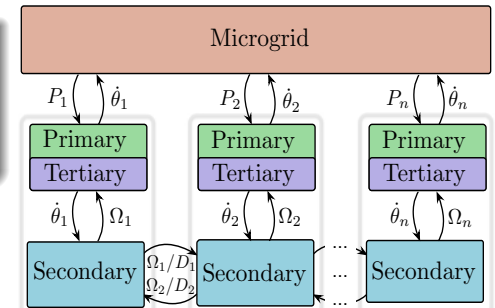 Microgrid
P₁ θ̇₁ P₂ θ̇₂ Pₙ θ̇ₙ
Primary Primary Primary
Tertiary Tertiary Tertiary
θ̇₁ Ω₁ θ̇₂ Ω₂ θ̇ₙ Ωₙ
Secondary Ω₁/D₁ Secondary ... Secondary
Ω₂/D₂ ...
...